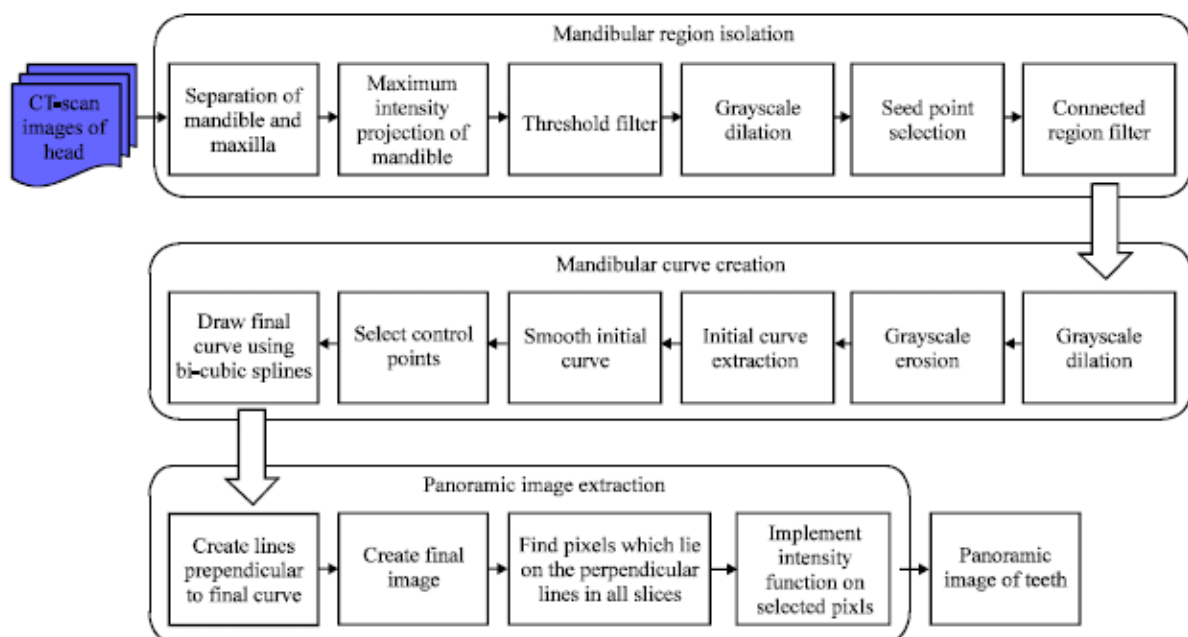 Mandibular region isolation
CT-scan
images of
head
Separation of
mandible and
maxilla
Maximum
intensity
projection of
mandible
Threshold filter
Grayscale
dilation
Seed point
selection
Connected
region filter
Mandibular curve creation
Draw final
curve using
bi-cubic splines
Select control
points
Smooth initial
curve
Initial curve
extraction
Grayscale
erosion
Grayscale
dilation
Panoramic image extraction
Create lines
prependicular
to final curve
Create final
image
Find pixels which lie
on the perpendicular
lines in all slices
Implement
intensity
function on
selected pixls
Panoramic
image of teeth